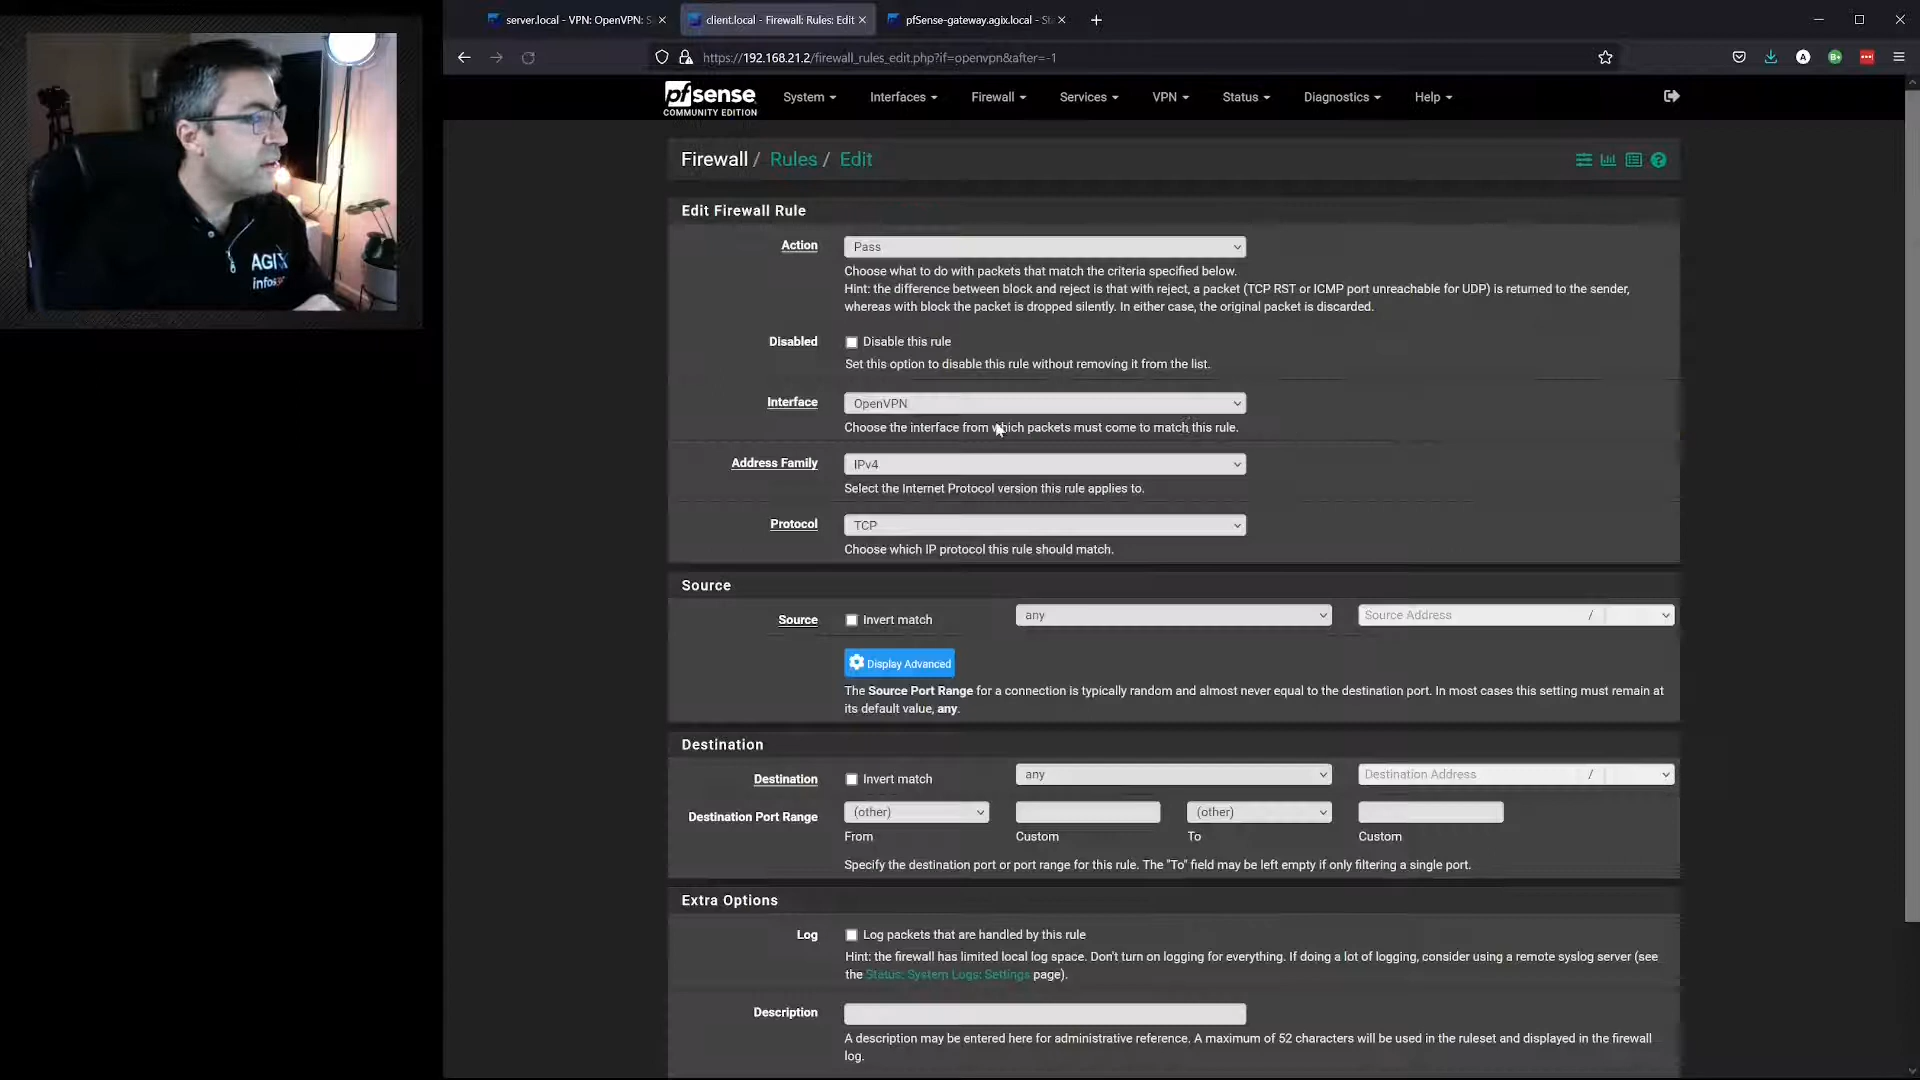 server.local - VPN: OpenVPN: S
client.local - Firewall: Rules: Edit
pfSense-gateway.agix.local - St
https://192.168.21.2/firewall_rules_edit.php?if=openvpn&after=-1
pfsense
COMMUNITY EDITION
System
Interfaces
Firewall
Services
VPN
Status
Diagnostics
Help
Firewall / Rules / Edit
Edit Firewall Rule
Action
Pass
Choose what to do with packets that match the criteria specified below.
Hint: the difference between block and reject is that with reject, a packet (TCP RST or ICMP port unreachable for UDP) is returned to the sender,
whereas with block the packet is dropped silently. In either case, the original packet is discarded.
Disabled
Disable this rule
Set this option to disable this rule without removing it from the list.
Interface
OpenVPN
Choose the interface from which packets must come to match this rule.
Address Family
IPv4
Select the Internet Protocol version this rule applies to.
Protocol
TCP
Choose which IP protocol this rule should match.
Source
Source
Invert match
any
Source Address
/
Display Advanced
The Source Port Range for a connection is typically random and almost never equal to the destination port. In most cases this setting must remain at
its default value, any.
Destination
Destination
Invert match
any
Destination Address
/
Destination Port Range
(other)
(other)
From
Custom
To
Custom
Specify the destination port or port range for this rule. The "To" field may be left empty if only filtering a single port.
Extra Options
Log
Log packets that are handled by this rule
Hint: the firewall has limited local log space. Don't turn on logging for everything. If doing a lot of logging, consider using a remote syslog server (see
the Status: System Logs: Settings page).
Description
A description may be entered here for administrative reference. A maximum of 52 characters will be used in the ruleset and displayed in the firewall
log.
AGIX